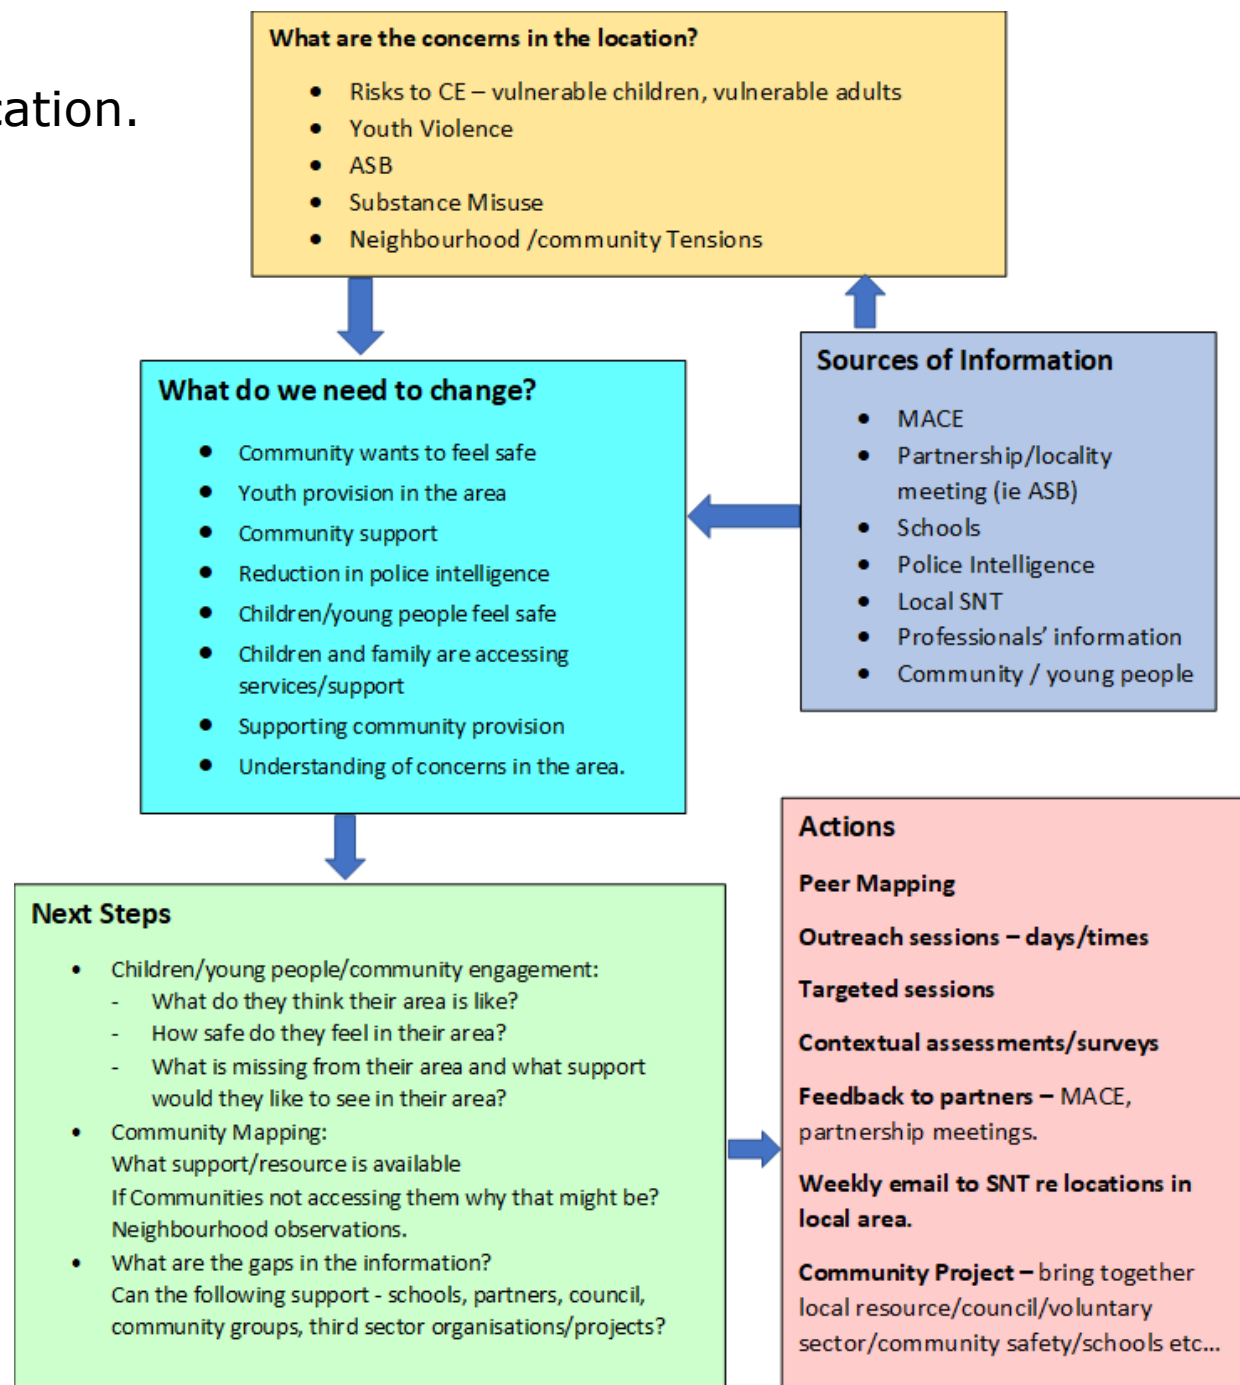 cation.
What are the concerns in the location?
• Risks to CE – vulnerable children, vulnerable adults
• Youth Violence
• ASB
• Substance Misuse
• Neighbourhood /community Tensions
What do we need to change?
• Community wants to feel safe
• Youth provision in the area
• Community support
• Reduction in police intelligence
• Children/young people feel safe
• Children and family are accessing
services/support
• Supporting community provision
• Understanding of concerns in the area.
Sources of Information
• MACE
• Partnership/locality
meeting (ie ASB)
• Schools
• Police Intelligence
• Local SNT
• Professionals’ information
• Community / young people
Next Steps
• Children/young people/community engagement:
- What do they think their area is like?
- How safe do they feel in their area?
- What is missing from their area and what support
would they like to see in their area?
• Community Mapping:
What support/resource is available
If Communities not accessing them why that might be?
Neighbourhood observations.
• What are the gaps in the information?
Can the following support - schools, partners, council,
community groups, third sector organisations/projects?
Actions
Peer Mapping
Outreach sessions – days/times
Targeted sessions
Contextual assessments/surveys
Feedback to partners – MACE,
partnership meetings.
Weekly email to SNT re locations in
local area.
Community Project – bring together
local resource/council/voluntary
sector/community safety/schools etc...